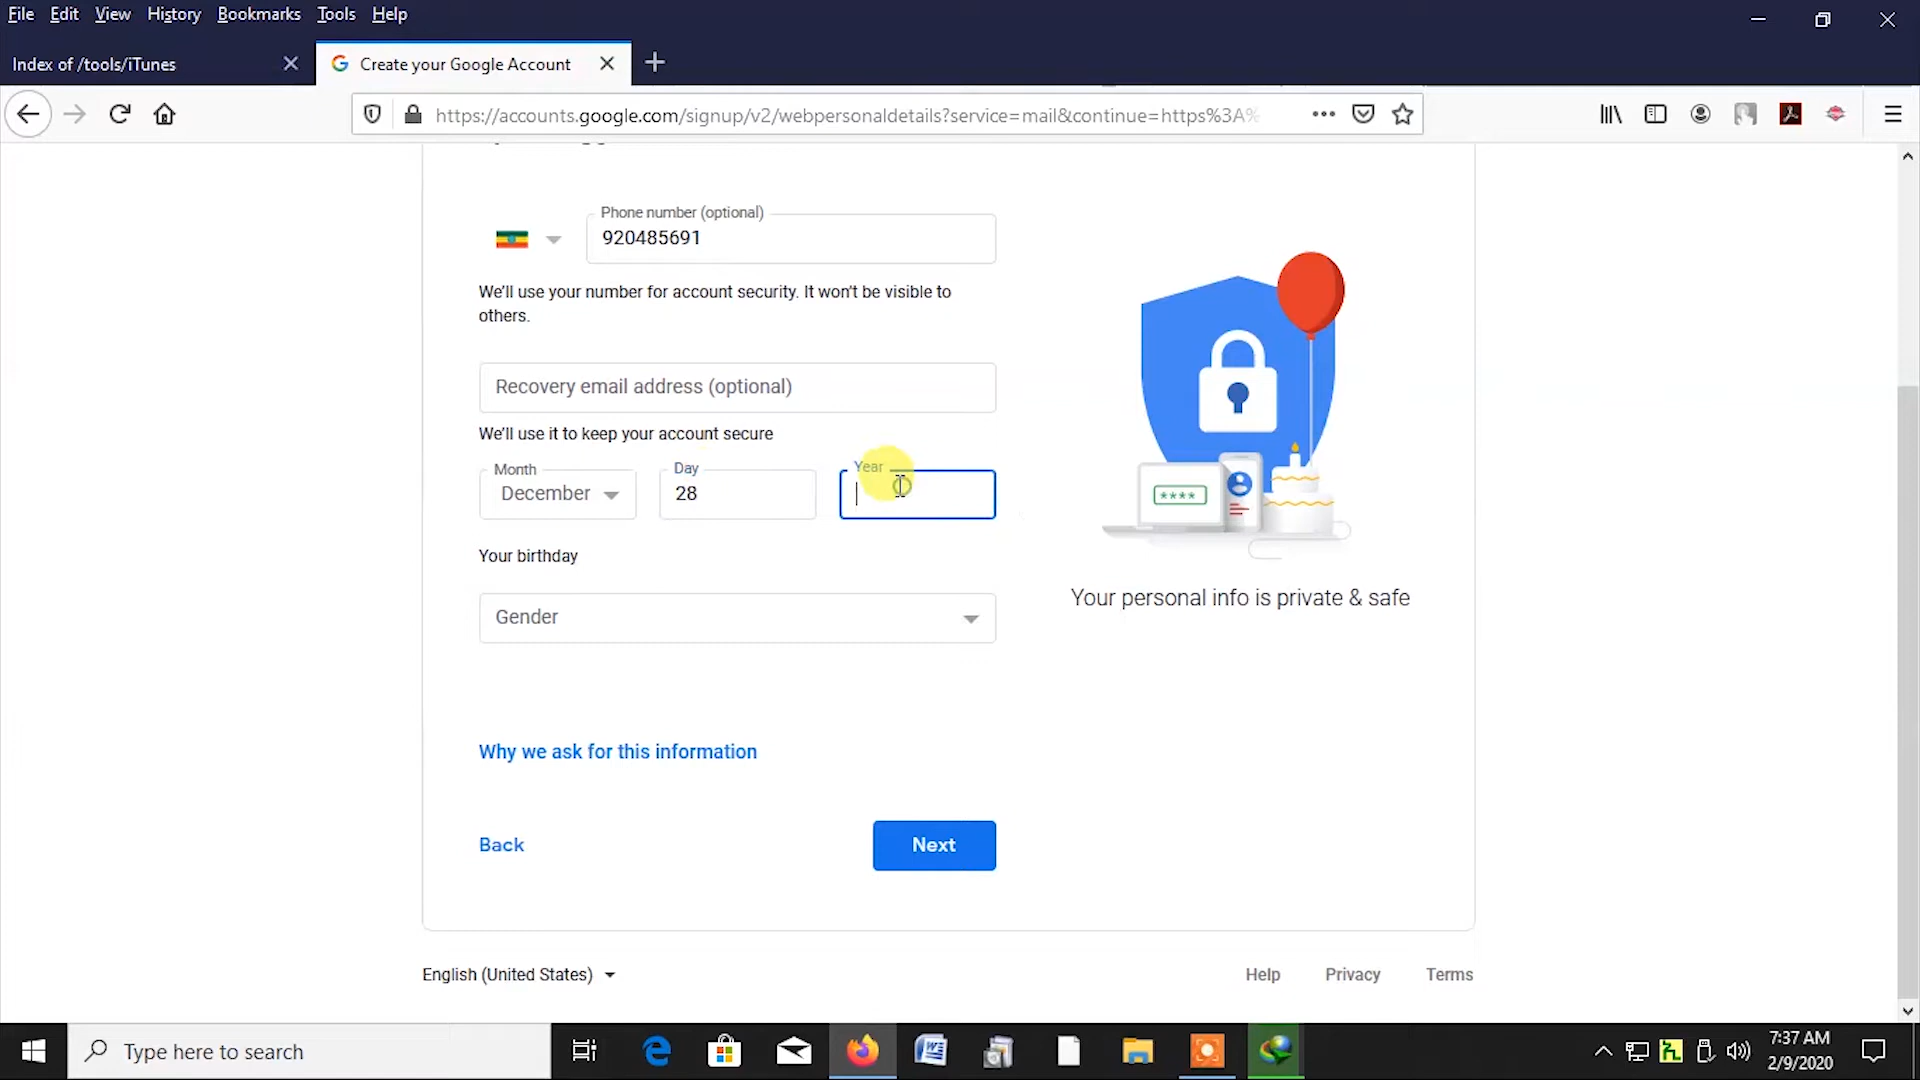 File Edit View History Bookmarks Tools Help
Index of /tools/iTunes
Create your Google Account
https://accounts.google.com/signup/v2/webpersonaldetails?service=mail&continue=https%3A%
Phone number (optional)
920485691
We'll use your number for account security. It won't be visible to
others.
Recovery email address (optional)
We'll use it to keep your account secure
Month
Day
Year
December
28
Your birthday
Gender
Why we ask for this information
Back
Next
****
Your personal info is private & safe
English (United States)
Help
Privacy
Terms
Type here to search
7:37 AM
2/9/2020